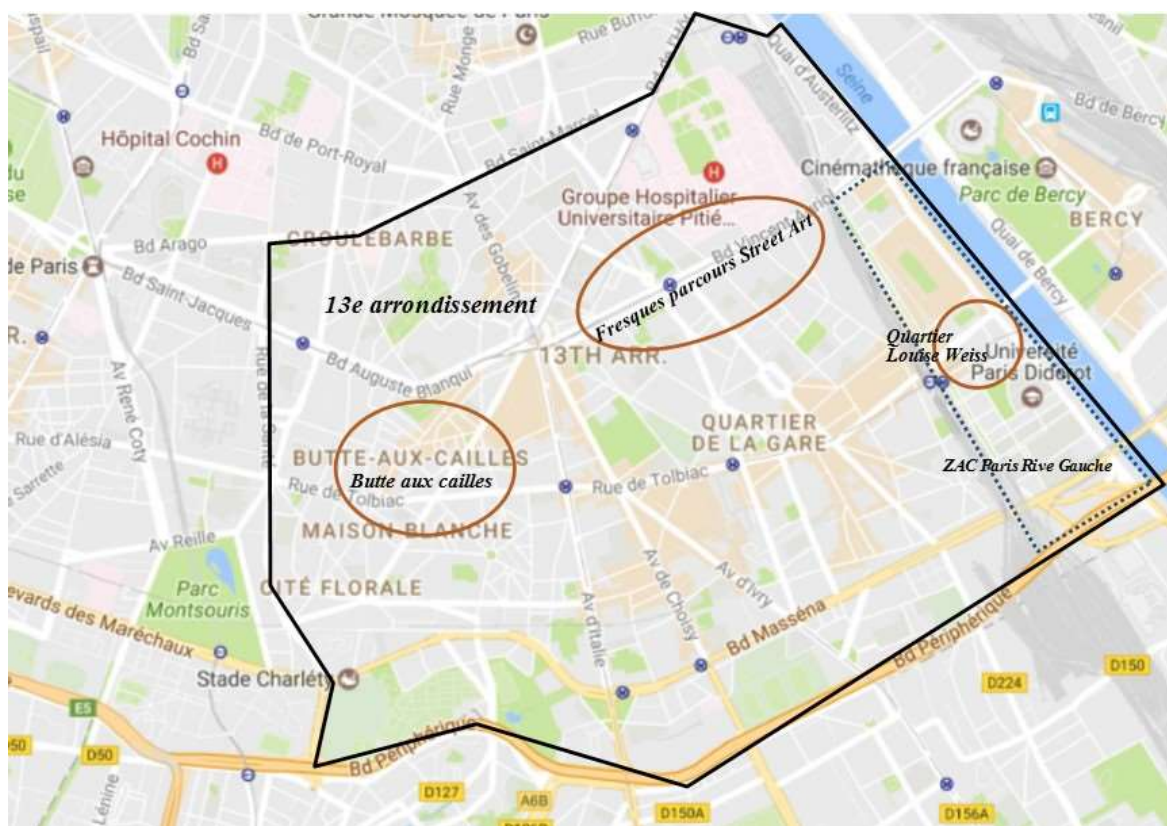 Grande Mosquée de Paris
Rue Buffon
Bd de l'Hô
Quai d'Austerlitz
Seine
Rue Monge
Bd de Bercy
Hôpital Cochin
Bd de Port-Royal
Bd Saint-Marcel
Cinémathèque française
Parc de Bercy
BERCY
Groupe Hospitalier
Universitaire Pitié...
Bd Arago
CROULEBARBE
Av des Gobelins
Bd Vincent Auriol
Quai de Bercy
de Paris
Bd Saint Jacques
13e arrondissement
Fresques parcours Street Art
R.
Av René Coty
Rue de la Santé
Bd Auguste Blanqui
13TH ARR.
Quartier
Louise Weiss
Université
Paris Diderot
Rue d'Alésia
Sarrette
BUTTE-AUX-CAILLES
Butte aux cailles
Rue de Tolbiac
Rue de Tolbiac
QUARTIER
DE LA GARE
ZAC Paris Rive Gauche
MAISON BLANCHE
Av Reille
CITÉ FLORALE
Parc
Montsouris
evards des Maréchaux
Av d'Italie
Av de Choisy
Av d'Ivry
Bd Masséna
Bd Périphérique
Stade Charléty
D150
D224
E5
D50
D50
Bd Périphérique
D127
A6B
D150A
D156A
Lénine